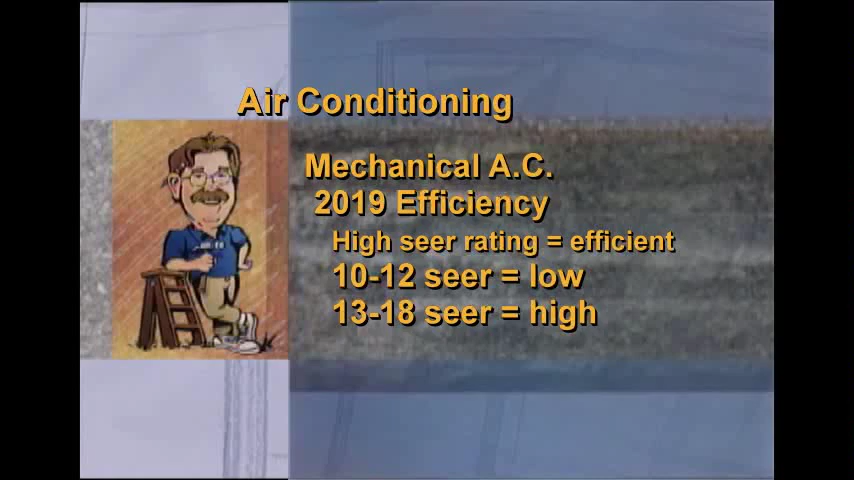 Air Conditioning
Mechanical A.C.
2019 Efficiency
High seer rating = efficient
10-12 seer = low
13-18 seer = high